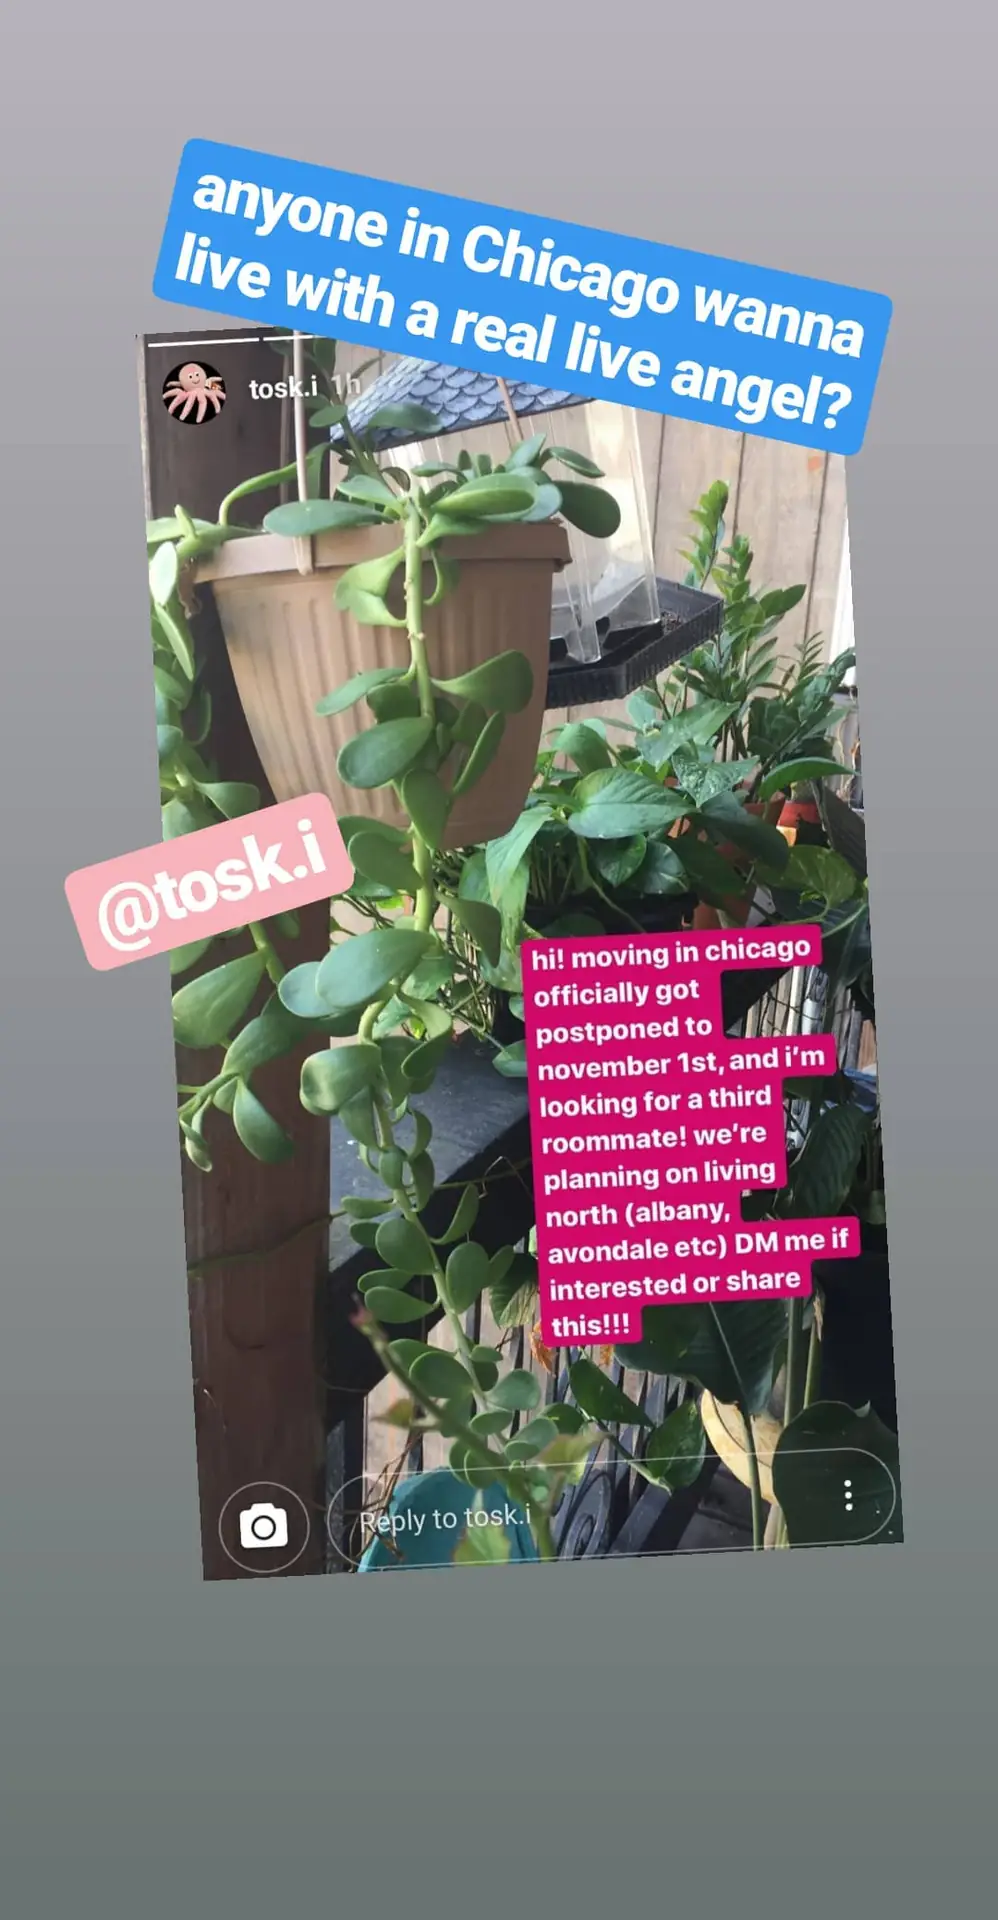 anyone in Chicago wanna
live with a real live angel?
tosk.i 1h
@tosk.i
hi! moving in chicago
officially got
postponed to
november 1st, and i'm
looking for a third
roommate! we're
planning on living
north (albany,
avondale etc) DM me if
interested or share
this!!!
Reply to tosk.i